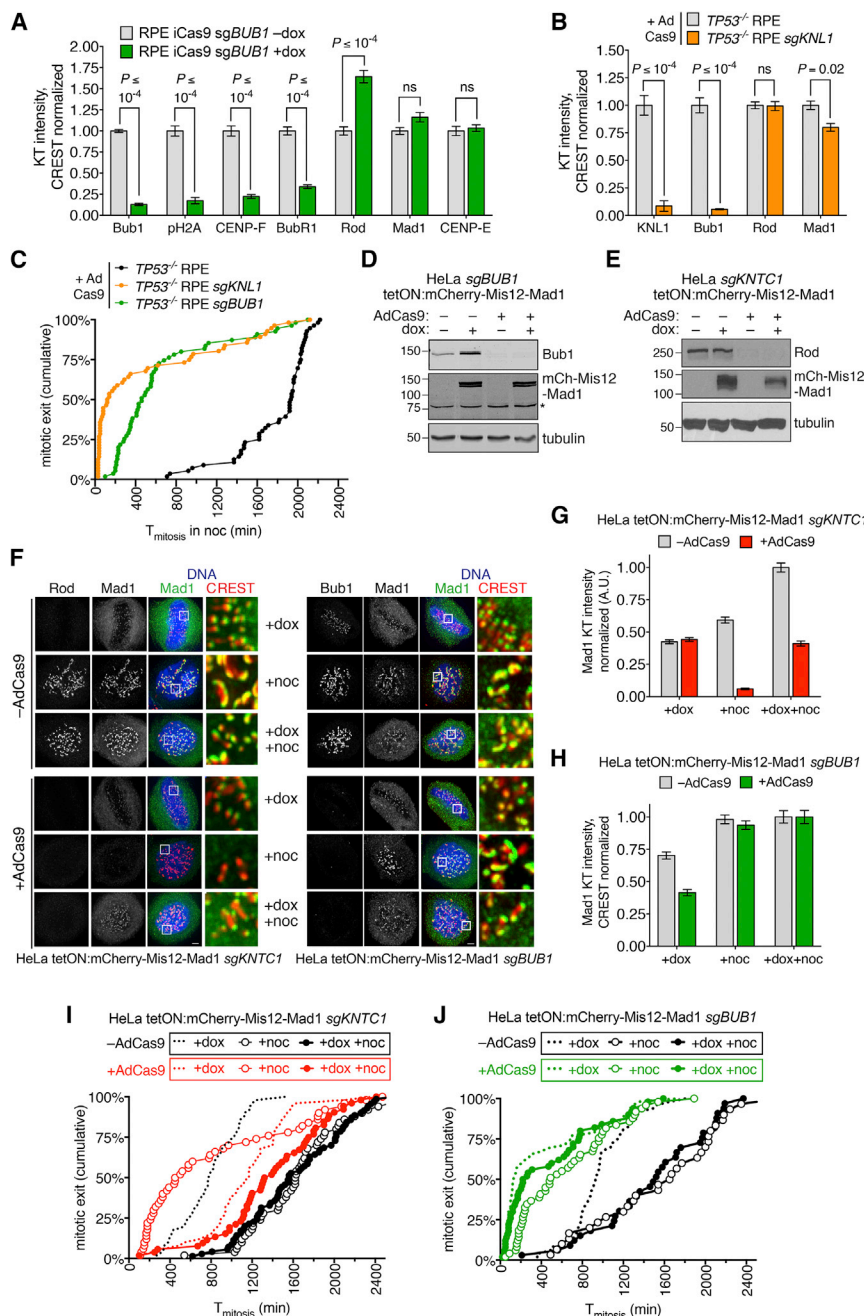 A
RPE iCas9 sgBUB1 –dox
RPE iCas9 sgBUB1 +dox
KT intensity,
CREST normalized
2.00
1.75
1.50
1.25
1.00
0.75
0.50
0.25
0.00
P ≤
10⁻⁴
P ≤
10⁻⁴
P ≤
10⁻⁴
P ≤
10⁻⁴
P ≤ 10⁻⁴
ns
ns
Bub1 pH2A CENP-F BubR1 Rod Mad1 CENP-E
B
+ Ad
Cas9
TP53⁻/⁻ RPE
TP53⁻/⁻ RPE sgKNL1
KT intensity,
CREST normalized
1.50
1.25
1.00
0.75
0.50
0.25
0.00
P ≤ 10⁻⁴ P ≤ 10⁻⁴ ns P = 0.02
KNL1 Bub1 Rod Mad1
C
+ Ad
Cas9
TP53⁻/⁻ RPE
TP53⁻/⁻ RPE sgKNL1
TP53⁻/⁻ RPE sgBUB1
mitotic exit (cumulative)
100%
75%
50%
25%
0%
400 800 1200 1600 2000 2400
Tmitosis in noc (min)
D
HeLa sgBUB1
tetON:mCherry-Mis12-Mad1
AdCas9: – – + +
dox: – + – +
150 Bub1
150 mCh-Mis12
100 -Mad1
75 *
50 tubulin
E
HeLa sgKNTC1
tetON:mCherry-Mis12-Mad1
AdCas9: – – + +
dox: – + – +
250 Rod
150 mCh-Mis12
100 -Mad1
50 tubulin
F
DNA
Rod Mad1 Mad1 CREST
DNA
Bub1 Mad1 Mad1 CREST
–AdCas9
+dox
+noc
+dox
+noc
+AdCas9
+dox
+noc
+dox
+noc
HeLa tetON:mCherry-Mis12-Mad1 sgKNTC1
HeLa tetON:mCherry-Mis12-Mad1 sgBUB1
G
HeLa tetON:mCherry-Mis12-Mad1 sgKNTC1
–AdCas9 +AdCas9
Mad1 KT intensity
normalized (A.U.)
1.00
0.75
0.50
0.25
0
+dox +noc +dox+noc
H
HeLa tetON:mCherry-Mis12-Mad1 sgBUB1
–AdCas9 +AdCas9
Mad1 KT intensity,
CREST normalized
1.00
0.75
0.50
0.25
0
+dox +noc +dox+noc
I
HeLa tetON:mCherry-Mis12-Mad1 sgKNTC1
–AdCas9 +dox +noc +dox +noc
+AdCas9 +dox +noc +dox +noc
mitotic exit (cumulative)
100%
75%
50%
25%
0%
400 800 1200 1600 2000 2400
Tmitosis (min)
J
HeLa tetON:mCherry-Mis12-Mad1 sgBUB1
–AdCas9 +dox +noc +dox +noc
+AdCas9 +dox +noc +dox +noc
mitotic exit (cumulative)
100%
75%
50%
25%
0%
0 400 800 1200 1600 2000 2400
Tmitosis (min)